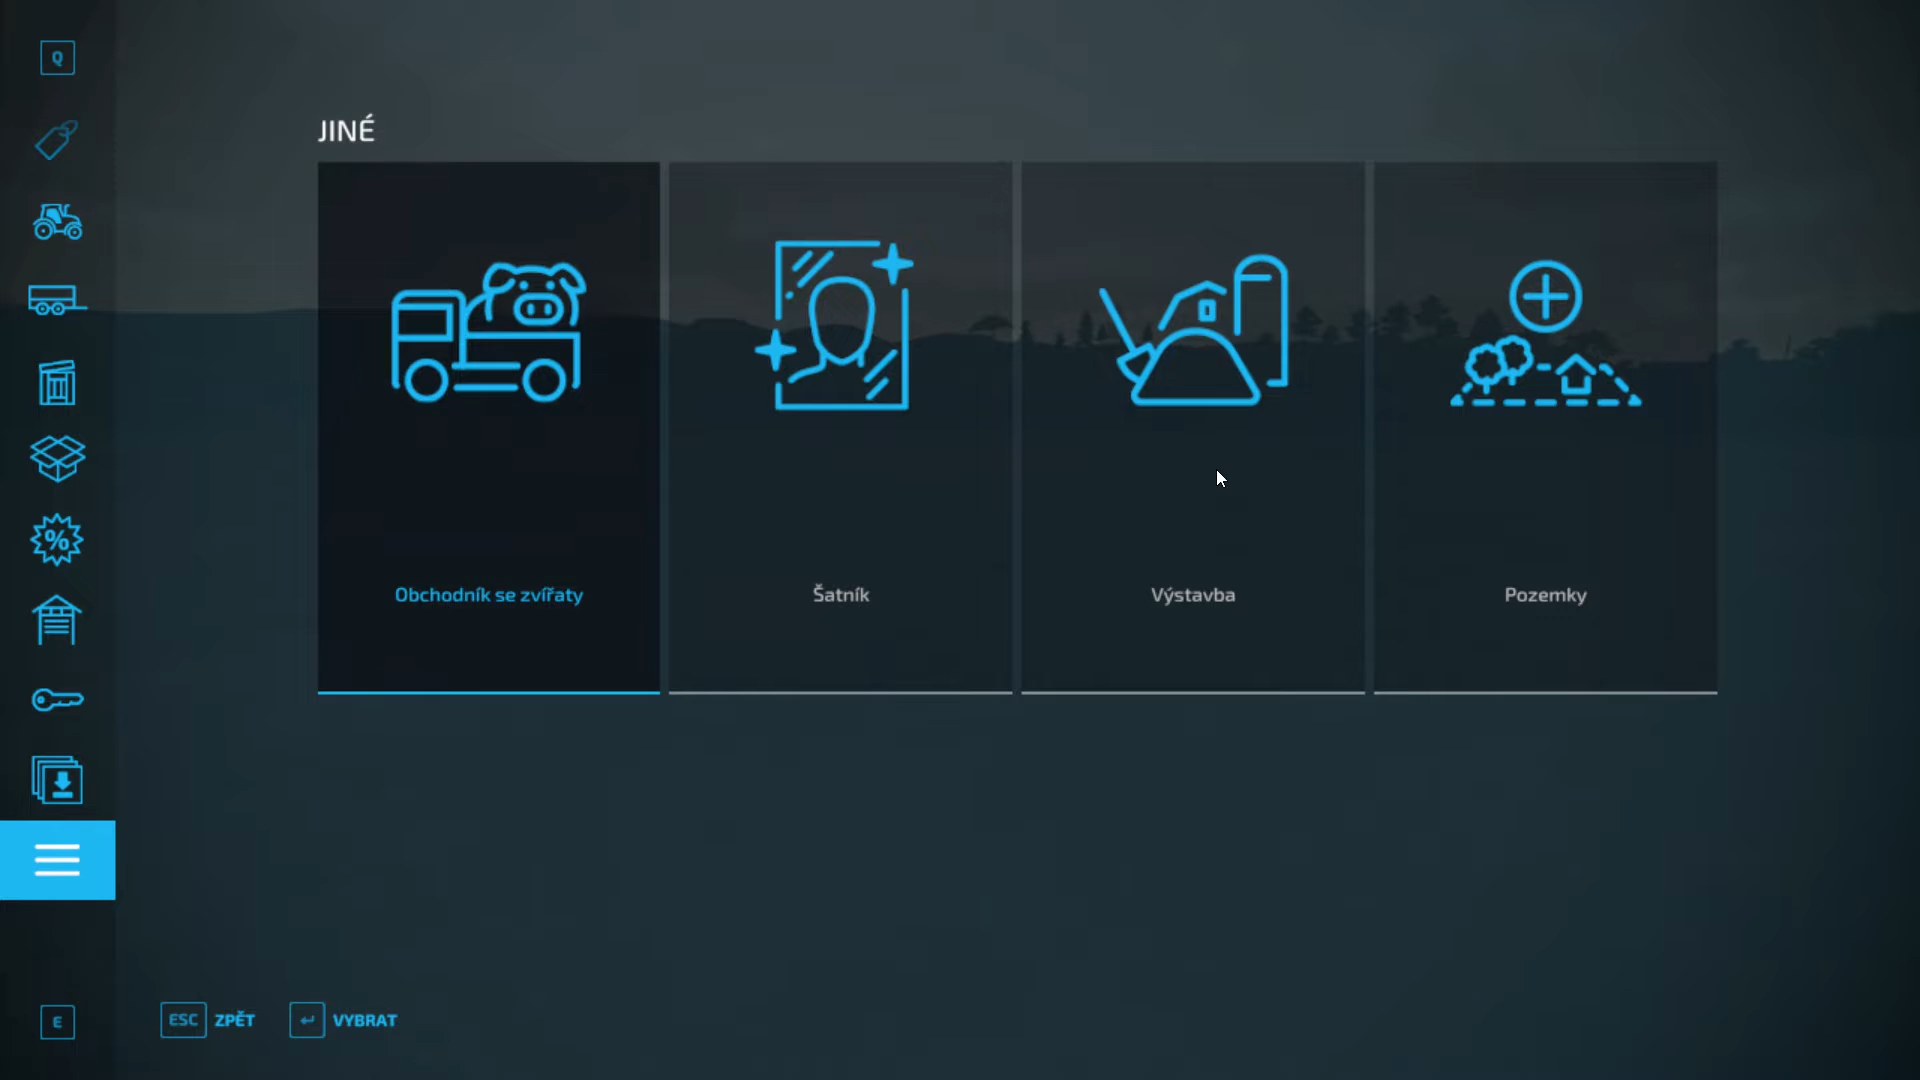 Q
JINÉ
%
Obchodník se zvířaty
Šatník
Výstavba
Pozemky
E
ESC ZPĚT
VYBRAT